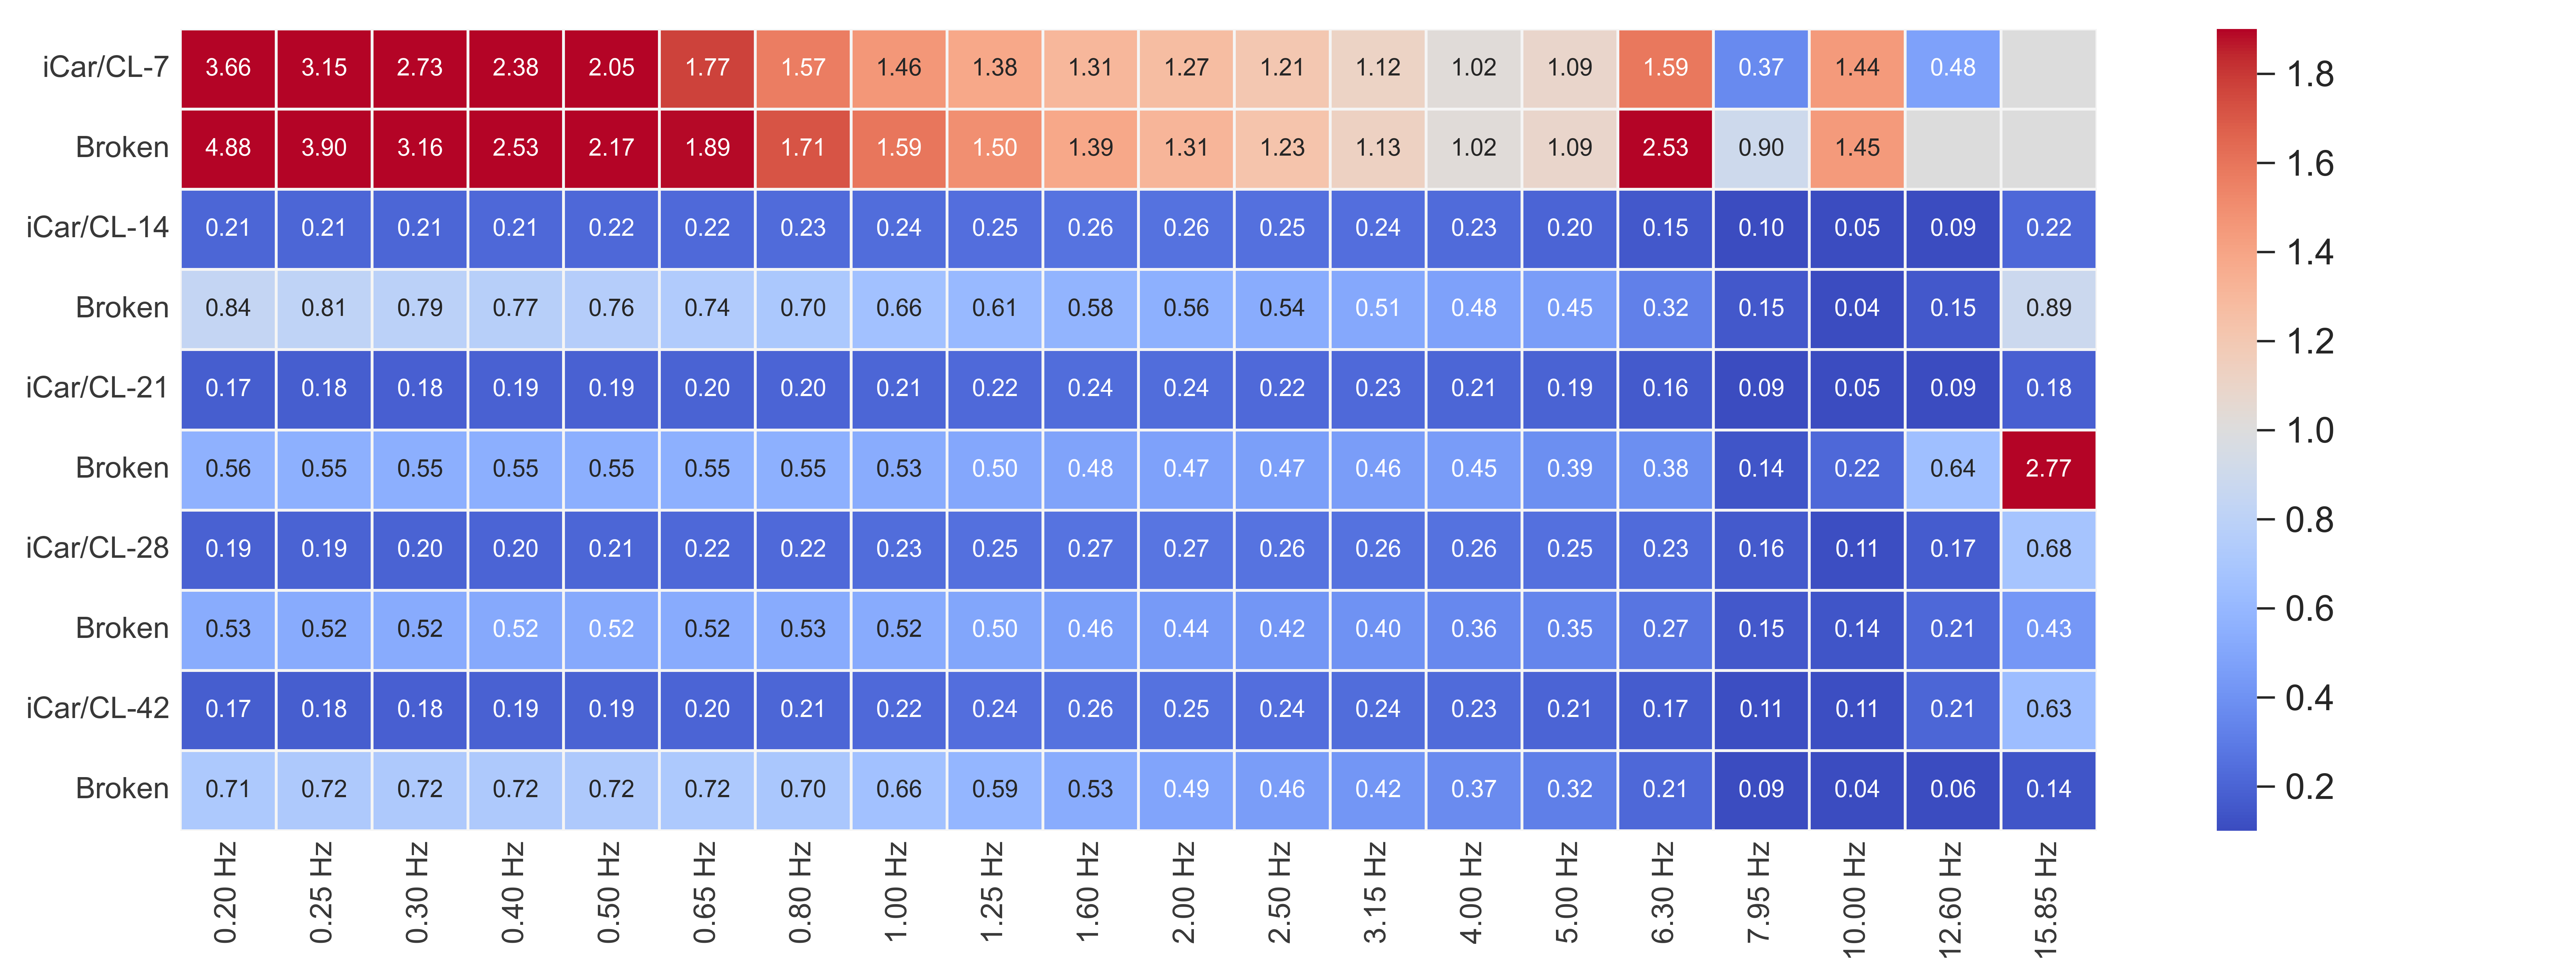 iCar/CL-7 3.66 3.15 2.73 2.38 2.05 1.77 1.57 1.46 1.38 1.31 1.27 1.21 1.12 1.02 1.09 1.59 0.37 1.44 0.48
Broken 4.88 3.90 3.16 2.53 2.17 1.89 1.71 1.59 1.50 1.39 1.31 1.23 1.13 1.02 1.09 2.53 0.90 1.45
iCar/CL-14 0.21 0.21 0.21 0.21 0.22 0.22 0.23 0.24 0.25 0.26 0.26 0.25 0.24 0.23 0.20 0.15 0.10 0.05 0.09 0.22
Broken 0.84 0.81 0.79 0.77 0.76 0.74 0.70 0.66 0.61 0.58 0.56 0.54 0.51 0.48 0.45 0.32 0.15 0.04 0.15 0.89
iCar/CL-21 0.17 0.18 0.18 0.19 0.19 0.20 0.20 0.21 0.22 0.24 0.24 0.22 0.23 0.21 0.19 0.16 0.09 0.05 0.09 0.18
Broken 0.56 0.55 0.55 0.55 0.55 0.55 0.55 0.53 0.50 0.48 0.47 0.47 0.46 0.45 0.39 0.38 0.14 0.22 0.64 2.77
iCar/CL-28 0.19 0.19 0.20 0.20 0.21 0.22 0.22 0.23 0.25 0.27 0.27 0.26 0.26 0.26 0.25 0.23 0.16 0.11 0.17 0.68
Broken 0.53 0.52 0.52 0.52 0.52 0.52 0.53 0.52 0.50 0.46 0.44 0.42 0.40 0.36 0.35 0.27 0.15 0.14 0.21 0.43
iCar/CL-42 0.17 0.18 0.18 0.19 0.19 0.20 0.21 0.22 0.24 0.26 0.25 0.24 0.24 0.23 0.21 0.17 0.11 0.11 0.21 0.63
Broken 0.71 0.72 0.72 0.72 0.72 0.72 0.70 0.66 0.59 0.53 0.49 0.46 0.42 0.37 0.32 0.21 0.09 0.04 0.06 0.14
0.20 Hz
0.25 Hz
0.30 Hz
0.40 Hz
0.50 Hz
0.65 Hz
0.80 Hz
1.00 Hz
1.25 Hz
1.60 Hz
2.00 Hz
2.50 Hz
3.15 Hz
4.00 Hz
5.00 Hz
6.30 Hz
7.95 Hz
10.00 Hz
12.60 Hz
15.85 Hz
1.8
1.6
1.4
1.2
1.0
0.8
0.6
0.4
0.2